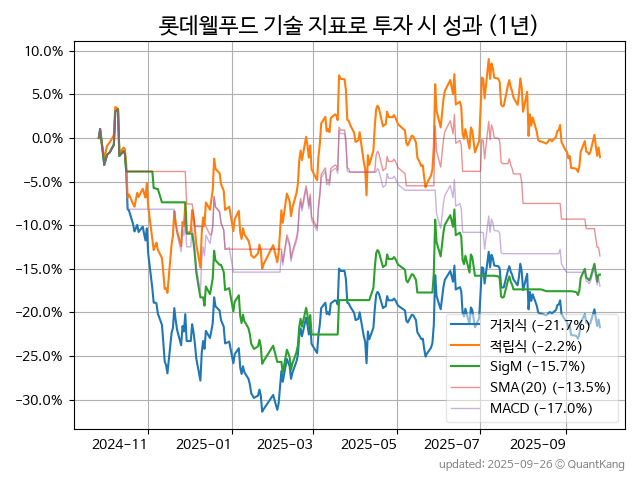 롯데웰푸드 기술 지표로 투자 시 성과 (1년)
10.0%
5.0%
0.0%
−5.0%
−10.0%
−15.0%
−20.0%
−25.0%
−30.0%
거치식 (−21.7%)
적립식 (−2.2%)
SigM (−15.7%)
SMA(20) (−13.5%)
MACD (−17.0%)
2024-11
2025-01
2025-03
2025-05
2025-07
2025-09
updated: 2025-09-26 ⓒ QuantKang